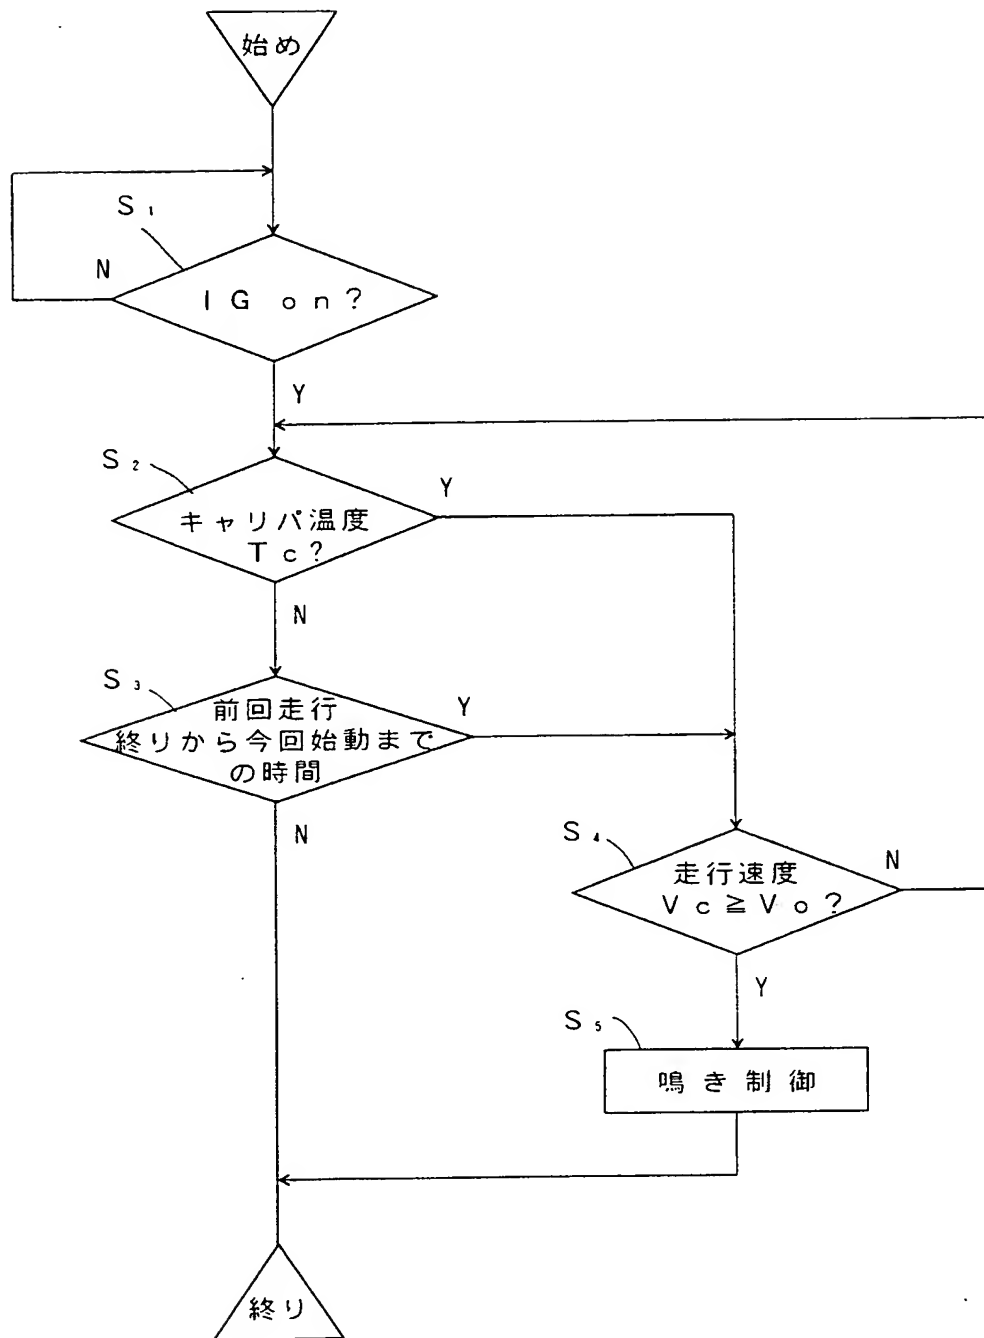 始め
S₁
N
IG on?
Y
S₂
Y
キャリパ温度
Tc?
N
S₃
Y
前回走行
終りから今回始動まで
の時間
N
S₄
N
走行速度
Vc≧Vo?
Y
S₅
鳴き制御
終り